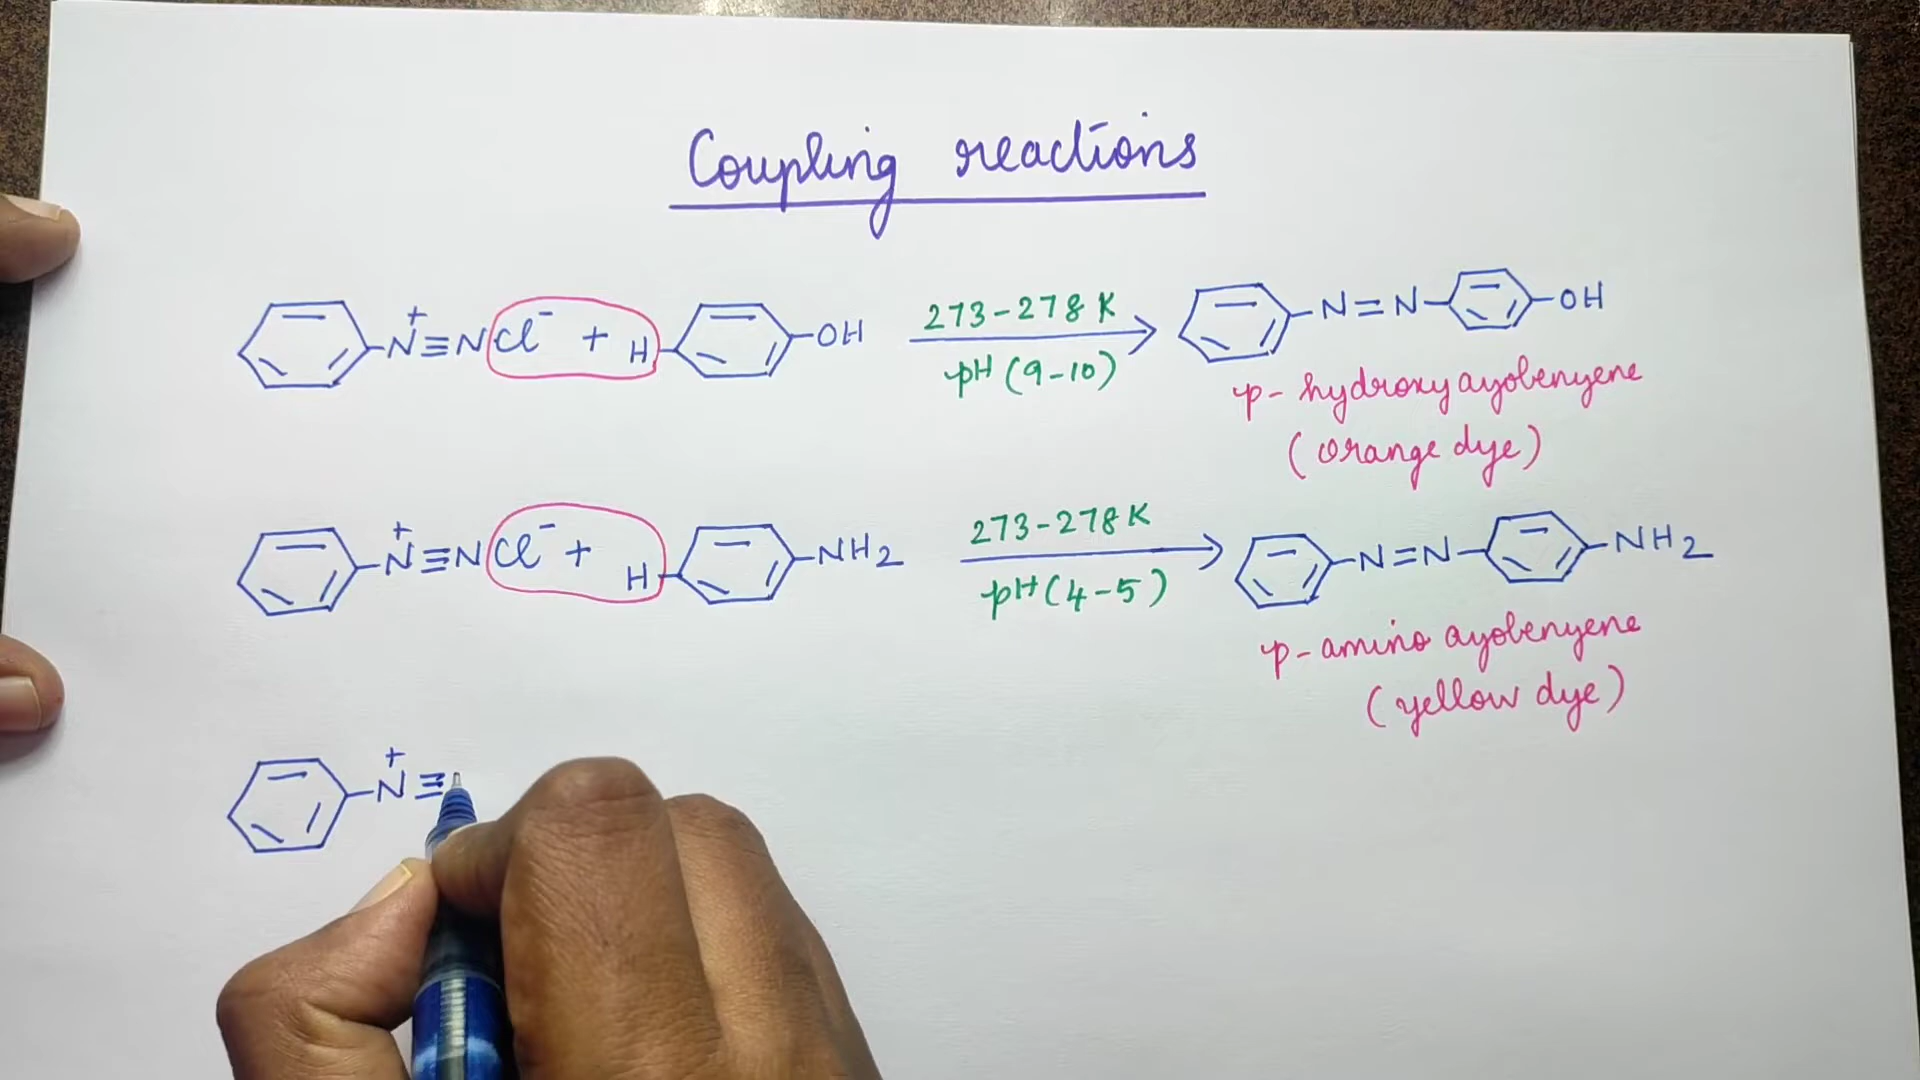 Coupling reactions
N⁺≡NCl⁻ + H OH 273-278 K pH (9-10) N=N OH
p-hydroxy azobenzene
(orange dye)
N⁺≡NCl⁻ + H NH2 273-278 K pH (4-5) N=N NH2
p-amino azobenzene
(yellow dye)
N⁺≡